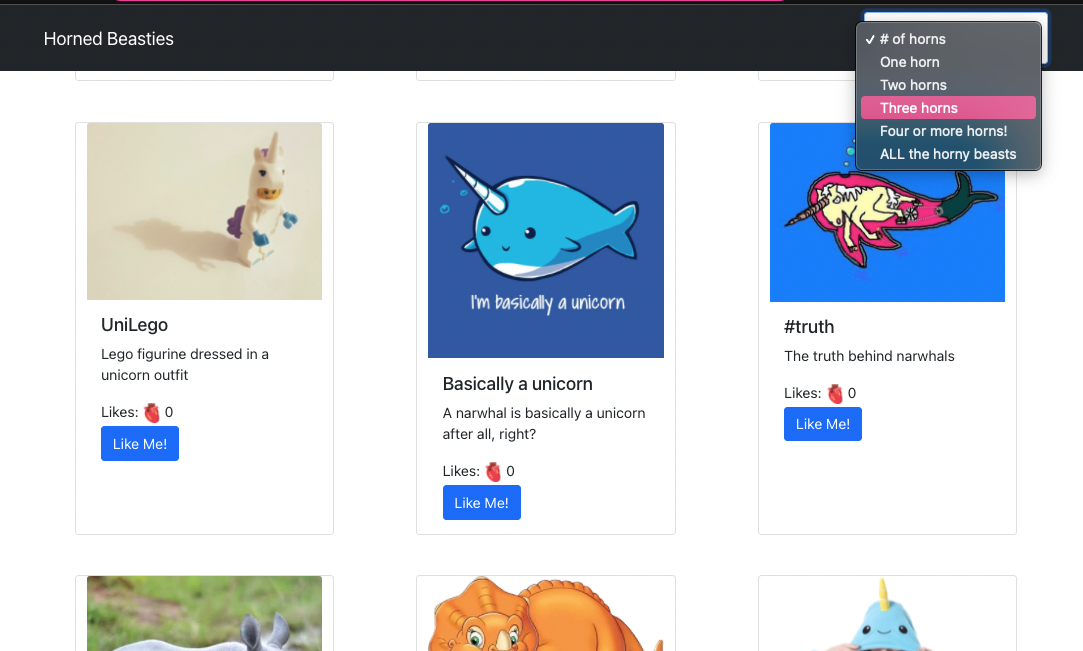 Horned Beasties
✓ # of horns
One horn
Two horns
Three horns
Four or more horns!
ALL the horny beasts
UniLego
Lego figurine dressed in a
unicorn outfit
Likes: 🫀 0
Like Me!
I'm basically a unicorn
Basically a unicorn
A narwhal is basically a unicorn
after all, right?
Likes: 🫀 0
Like Me!
#truth
The truth behind narwhals
Likes: 🫀 0
Like Me!